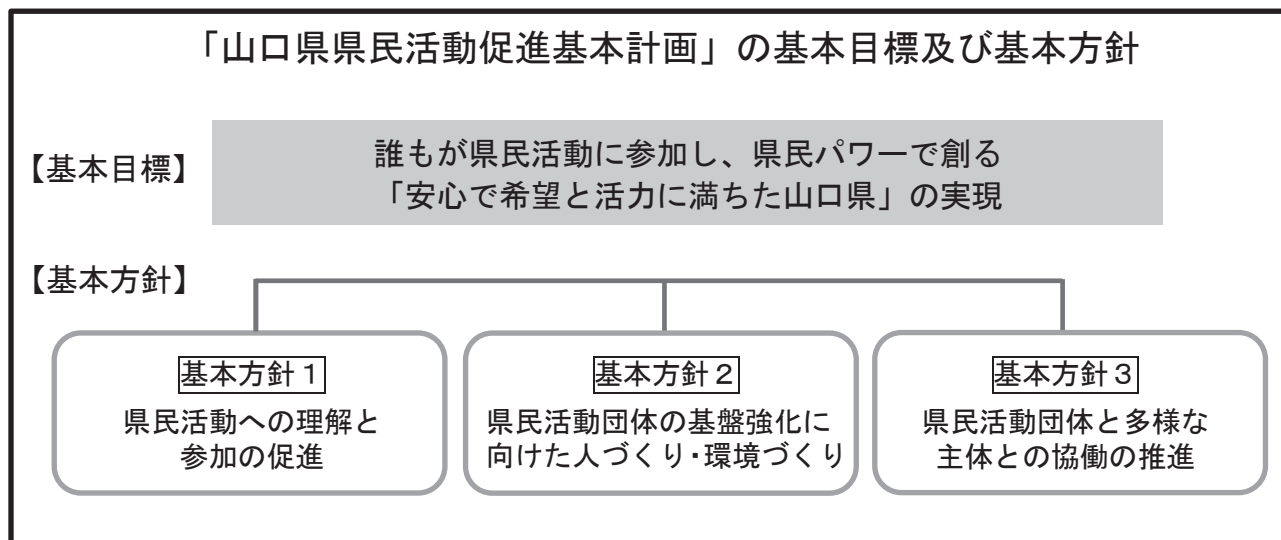 「山口県県民活動促進基本計画」の基本目標及び基本方針
【基本目標】
誰もが県民活動に参加し、県民パワーで創る
「安心で希望と活力に満ちた山口県」の実現
【基本方針】
基本方針1
県民活動への理解と
参加の促進
基本方針2
県民活動団体の基盤強化に
向けた人づくり・環境づくり
基本方針3
県民活動団体と多様な
主体との協働の推進